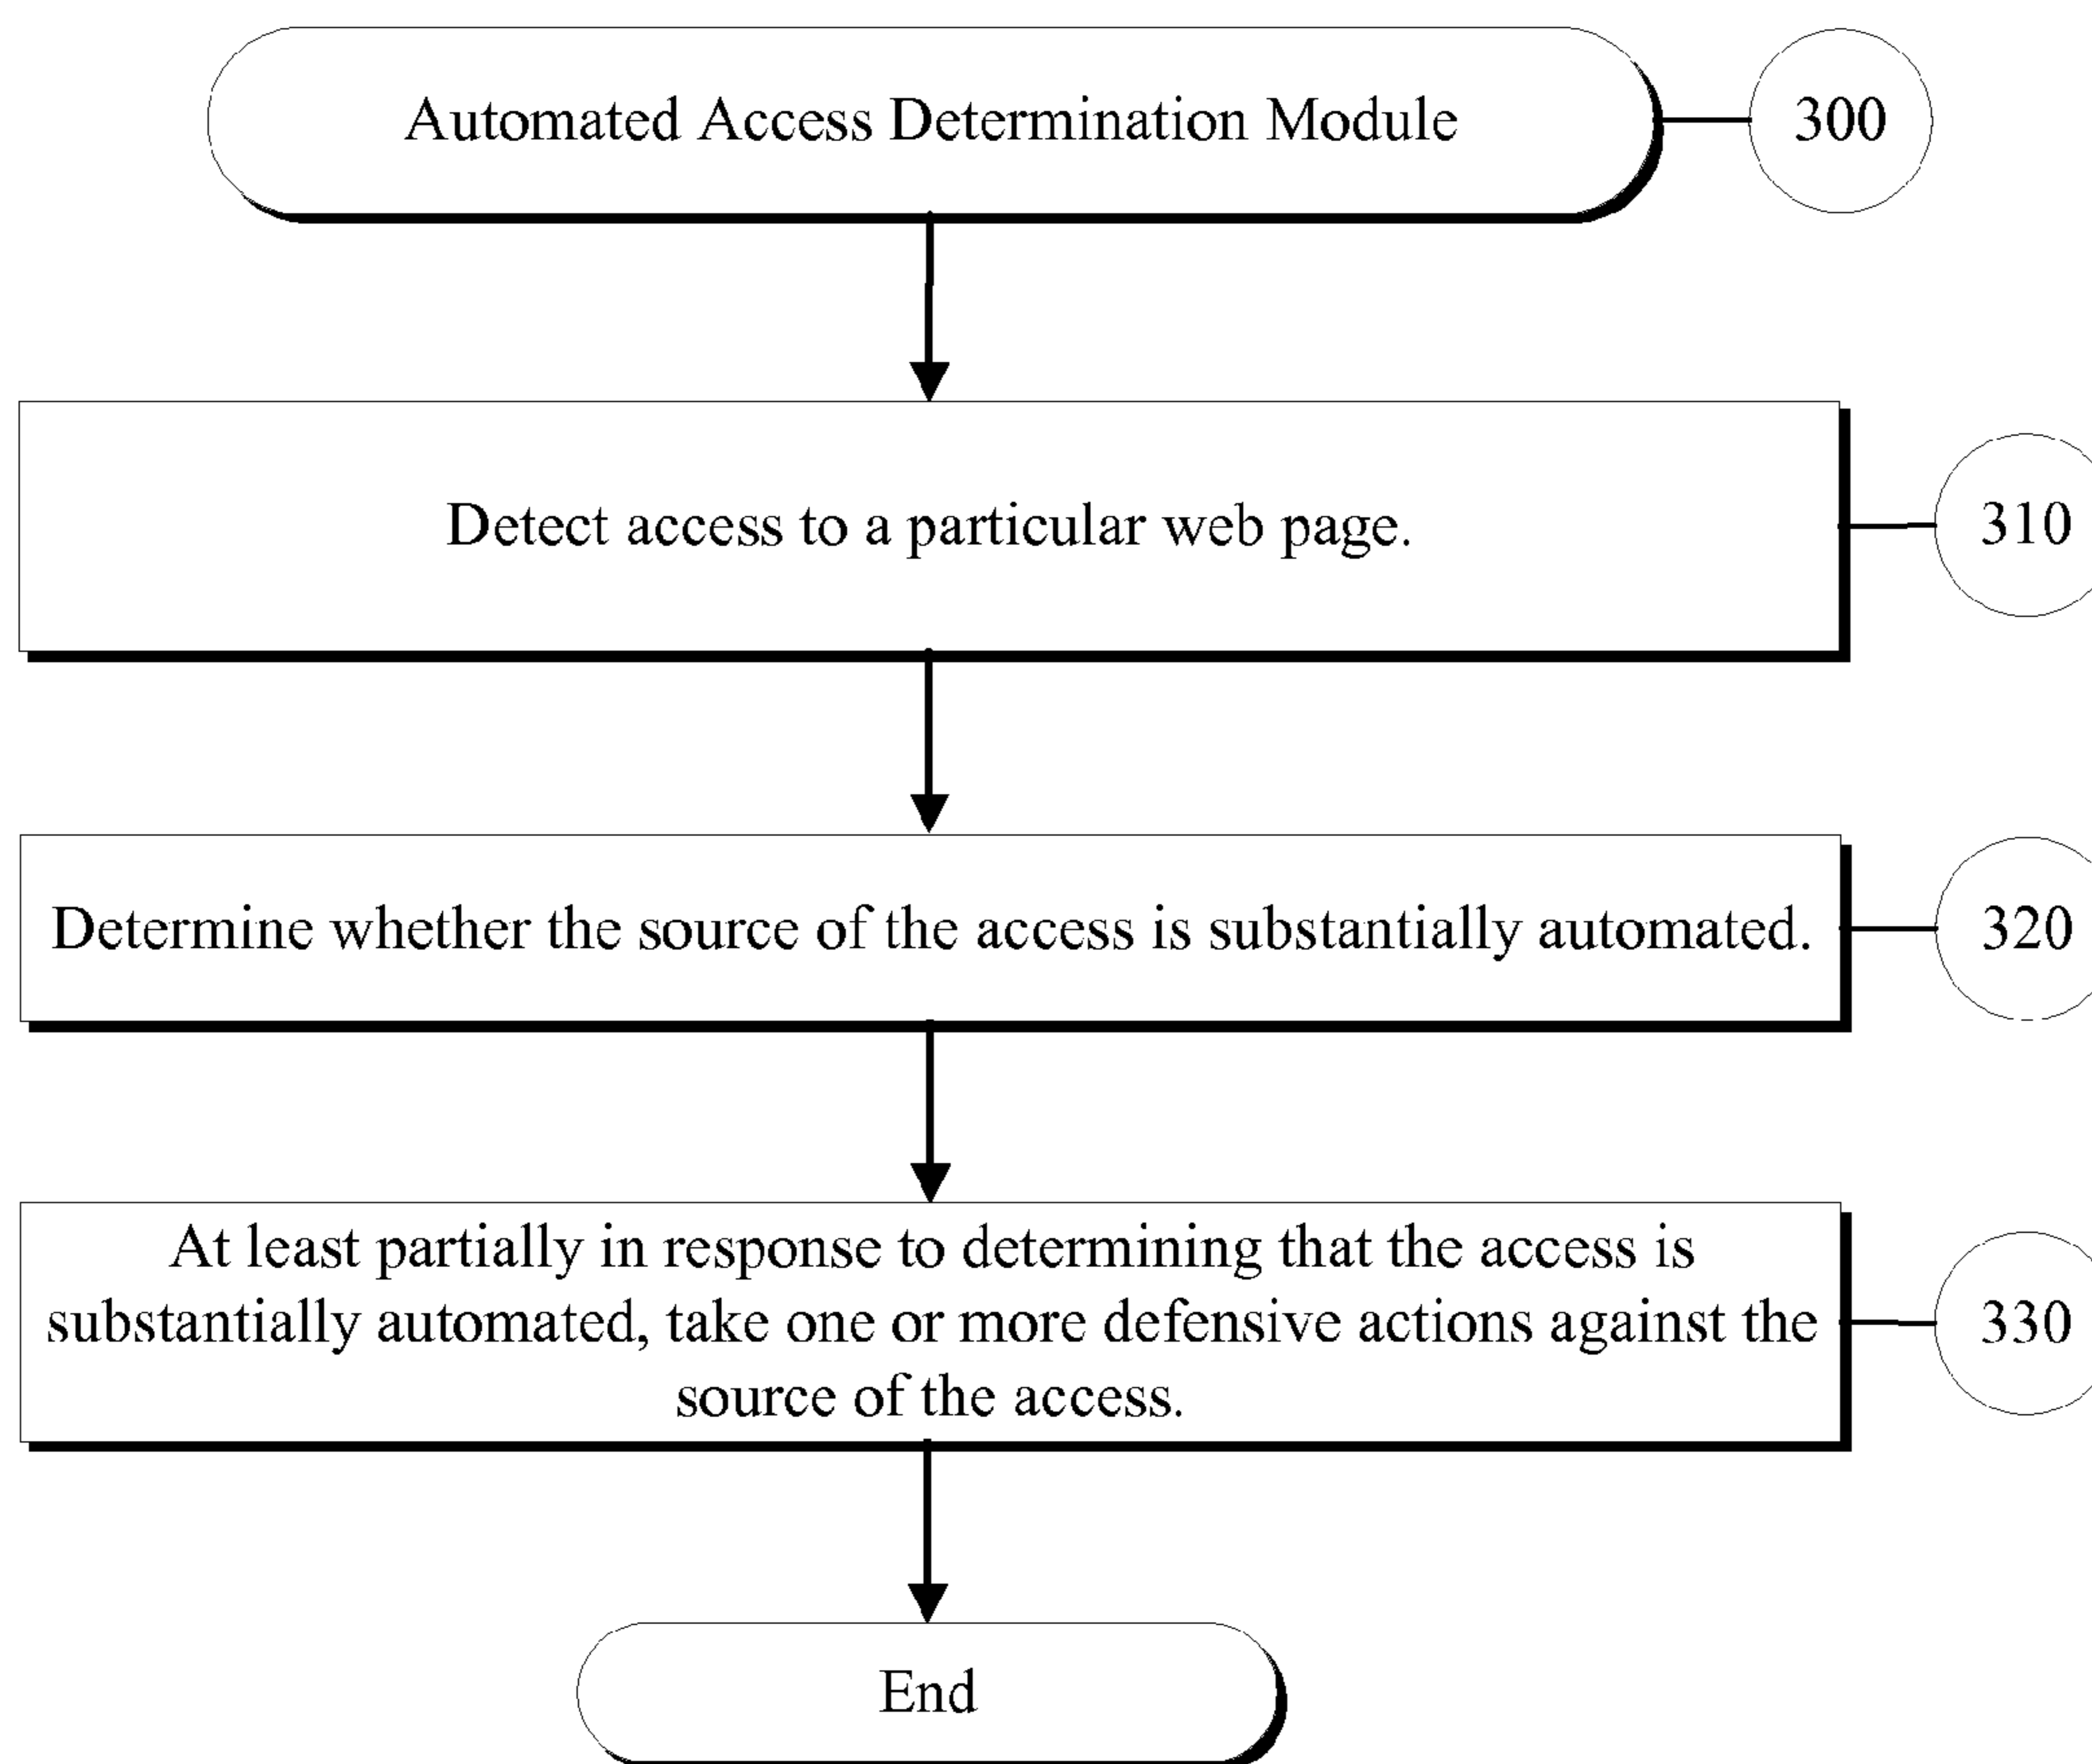 Automated Access Determination Module
300
Detect access to a particular web page.
310
Determine whether the source of the access is substantially automated.
320
At least partially in response to determining that the access is
substantially automated, take one or more defensive actions against the
source of the access.
330
End